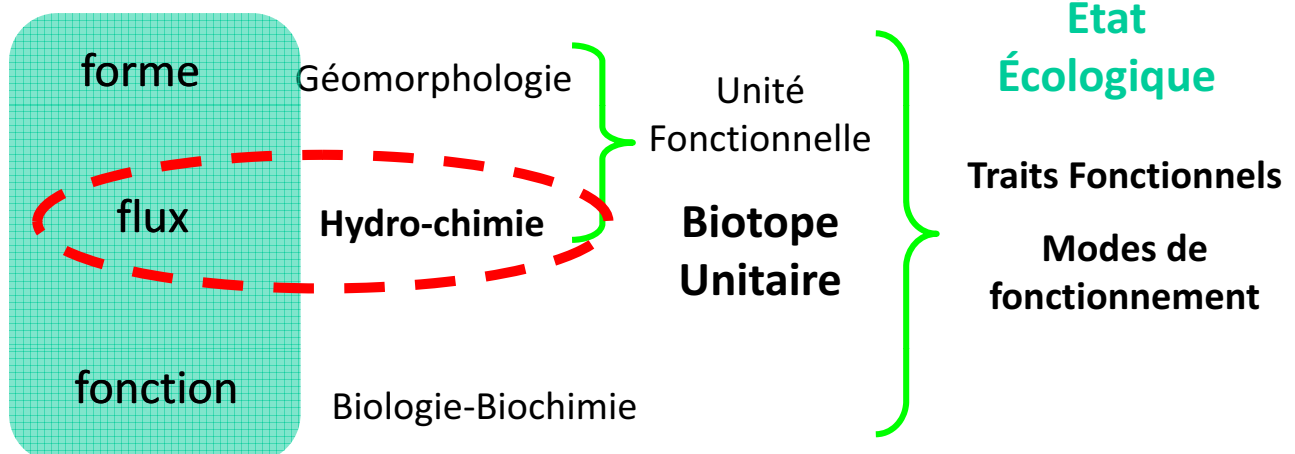 forme
Géomorphologie
flux
Hydro-chimie
fonction
Biologie-Biochimie
Unité
Fonctionnelle
Biotope
Unitaire
Etat
Écologique
Traits Fonctionnels
Modes de
fonctionnement